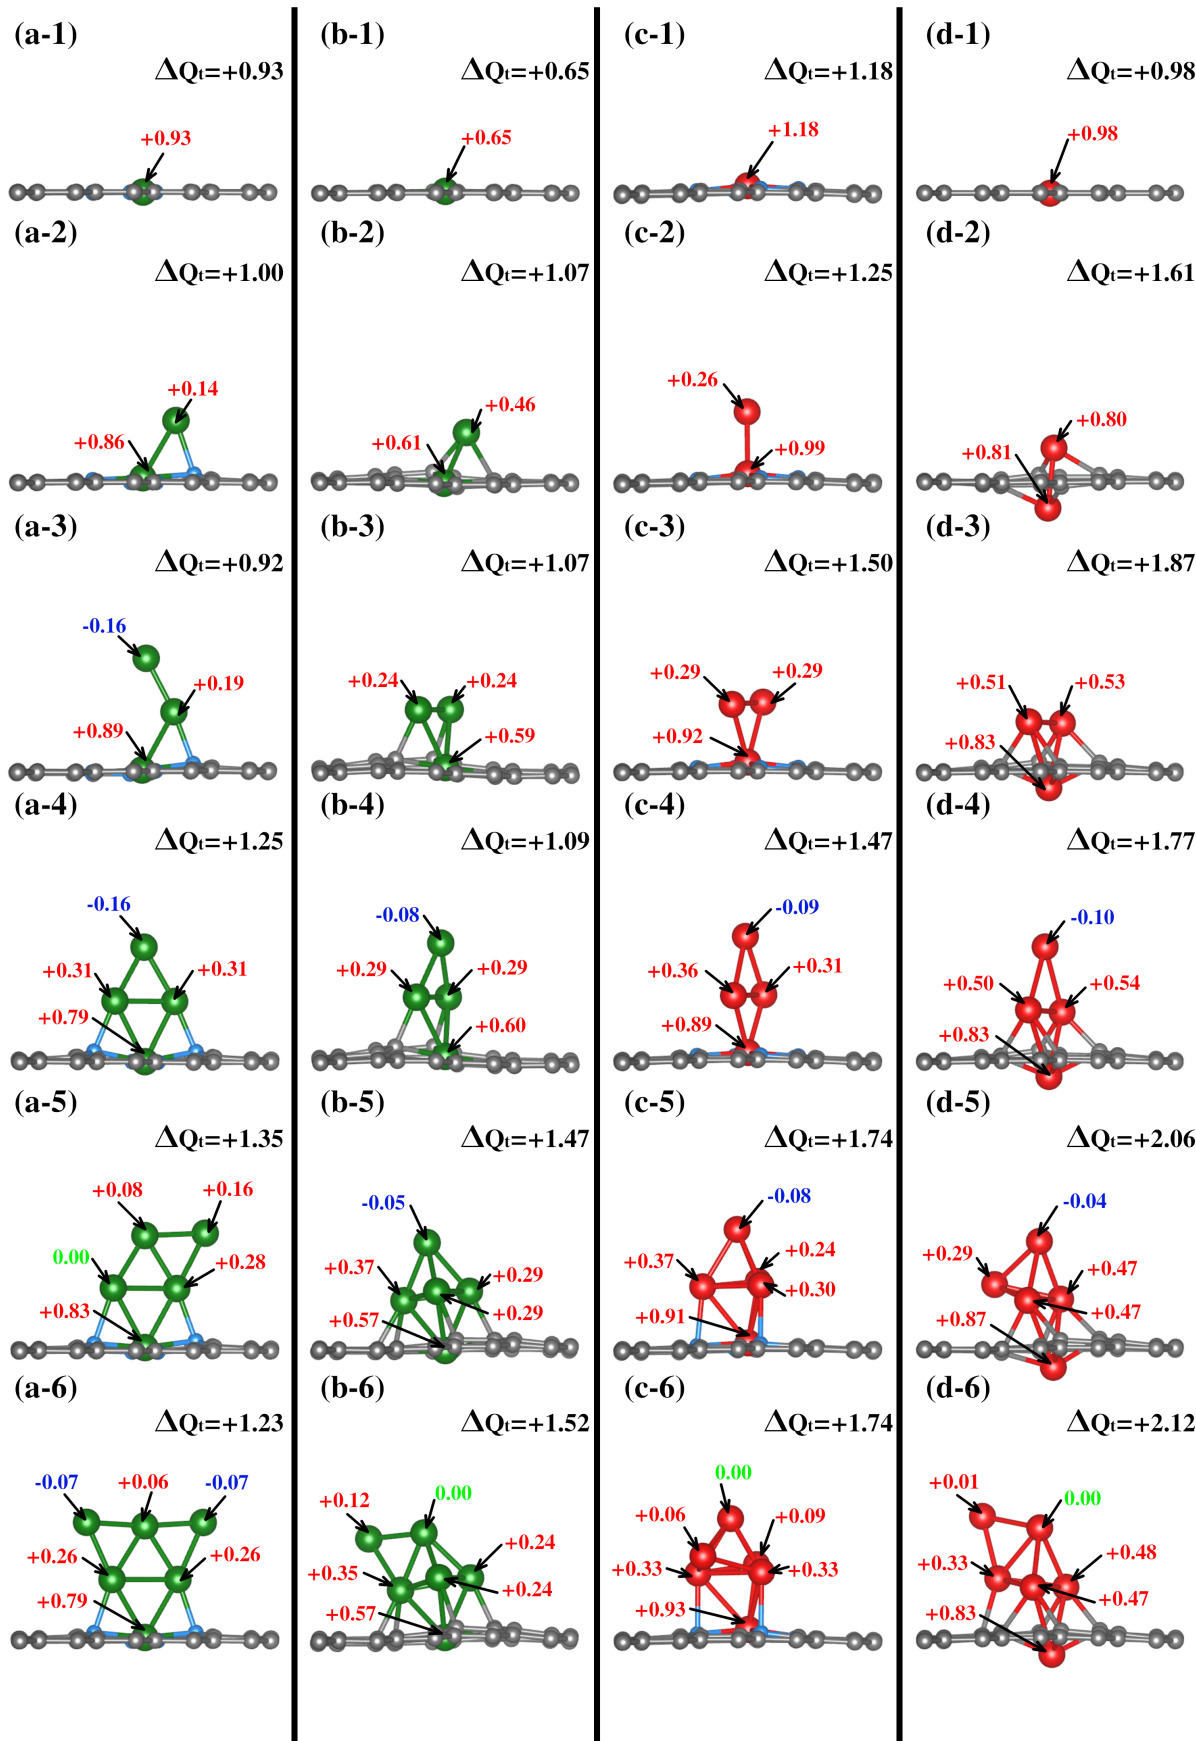 (a-1)
ΔQt=+0.93
+0.93
(a-2)
ΔQt=+1.00
+0.14
+0.86
(a-3)
ΔQt=+0.92
-0.16
+0.19
+0.89
(a-4)
ΔQt=+1.25
-0.16
+0.31
+0.31
+0.79
(a-5)
ΔQt=+1.35
+0.08
+0.16
0.00
+0.28
+0.83
(a-6)
ΔQt=+1.23
-0.07
+0.06
-0.07
+0.26
+0.26
+0.79
(b-1)
ΔQt=+0.65
+0.65
(b-2)
ΔQt=+1.07
+0.46
+0.61
(b-3)
ΔQt=+1.07
+0.24
+0.24
+0.59
(b-4)
ΔQt=+1.09
-0.08
+0.29
+0.29
+0.60
(b-5)
ΔQt=+1.47
-0.05
+0.37
+0.29
+0.29
+0.57
(b-6)
ΔQt=+1.52
+0.12
0.00
+0.24
+0.35
+0.24
+0.57
(c-1)
ΔQt=+1.18
+1.18
(c-2)
ΔQt=+1.25
+0.26
+0.99
(c-3)
ΔQt=+1.50
+0.29
+0.29
+0.92
(c-4)
ΔQt=+1.47
-0.09
+0.36
+0.31
+0.89
(c-5)
ΔQt=+1.74
-0.08
+0.24
+0.37
+0.30
+0.91
(c-6)
ΔQt=+1.74
0.00
+0.06
+0.09
+0.33
+0.33
+0.93
(d-1)
ΔQt=+0.98
+0.98
(d-2)
ΔQt=+1.61
+0.80
+0.81
(d-3)
ΔQt=+1.87
+0.51
+0.53
+0.83
(d-4)
ΔQt=+1.77
-0.10
+0.50
+0.54
+0.83
(d-5)
ΔQt=+2.06
-0.04
+0.29
+0.47
+0.47
+0.87
(d-6)
ΔQt=+2.12
+0.01
0.00
+0.48
+0.33
+0.47
+0.83